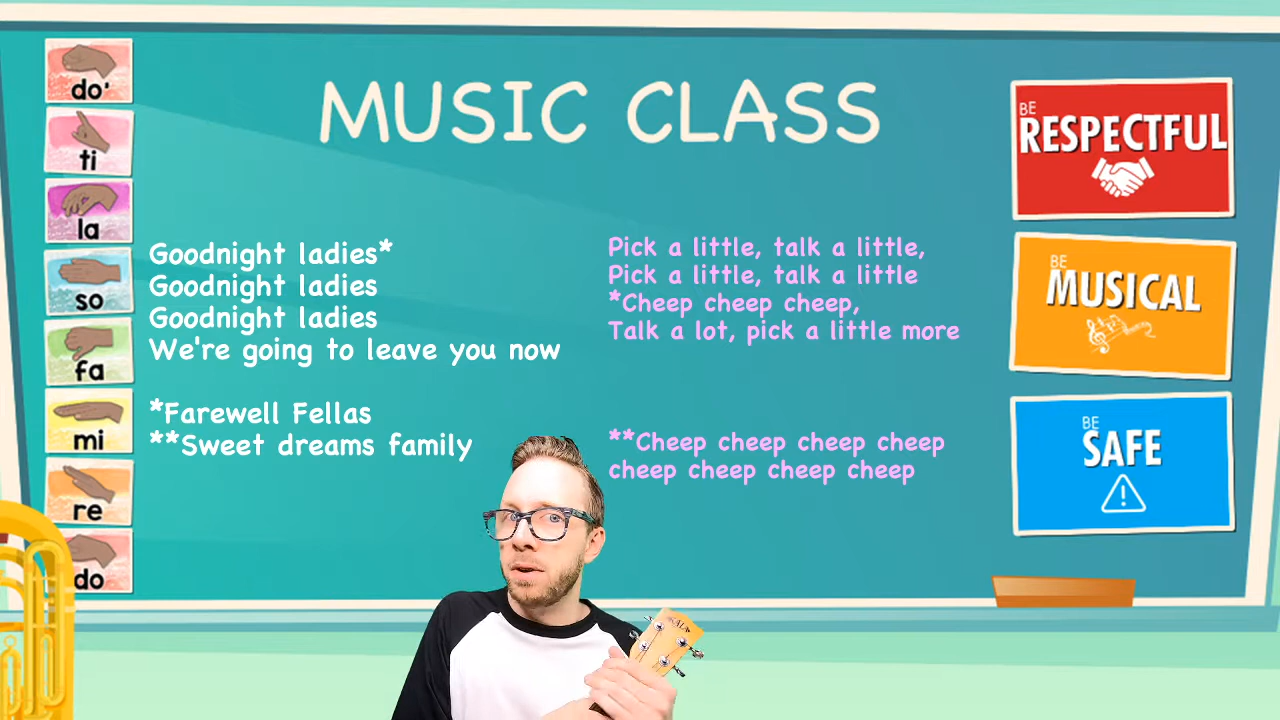 MUSIC CLASS
do'
ti
la
so
fa
mi
re
do
Goodnight ladies*
Goodnight ladies
Goodnight ladies
We're going to leave you now
*Farewell Fellas
**Sweet dreams family
Pick a little, talk a little,
Pick a little, talk a little
*Cheep cheep cheep,
Talk a lot, pick a little more
**Cheep cheep cheep cheep
cheep cheep cheep cheep
BE
RESPECTFUL
BE
MUSICAL
BE
SAFE
KALA